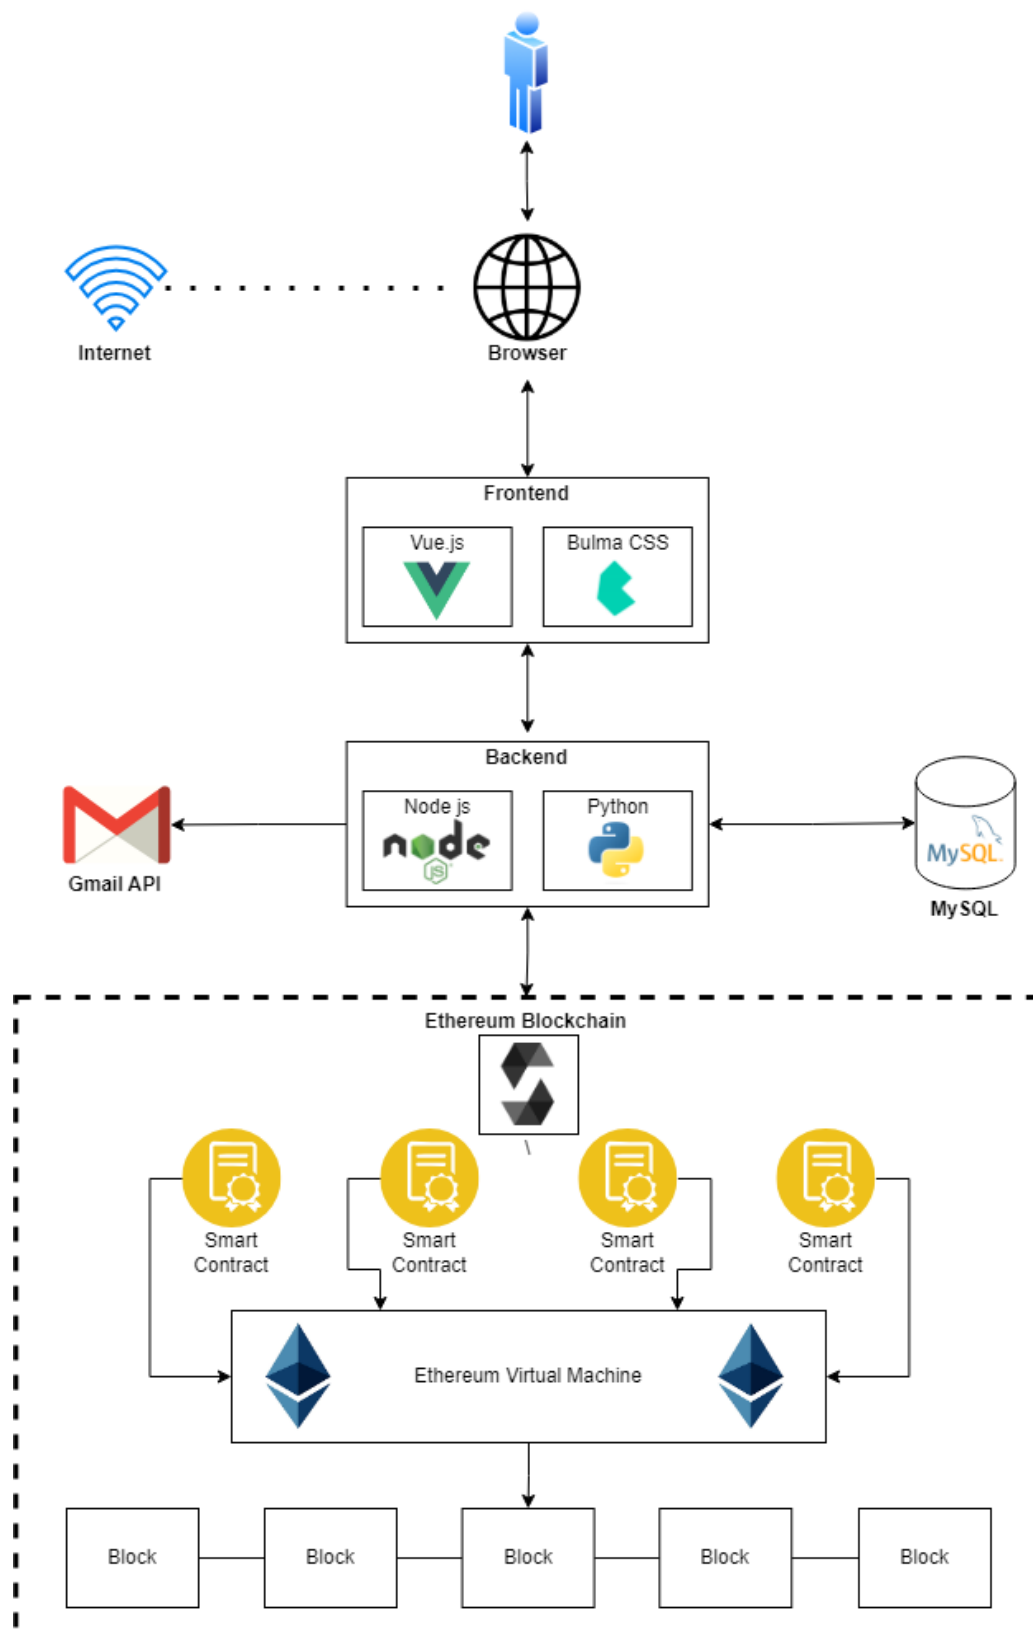 Internet
Browser
Frontend
Vue.js
Bulma CSS
Backend
Node js
node
JS
Python
Gmail API
MySQL
MySQL
Ethereum Blockchain
\
Smart
Contract
Smart
Contract
Smart
Contract
Smart
Contract
Ethereum Virtual Machine
Block
Block
Block
Block
Block